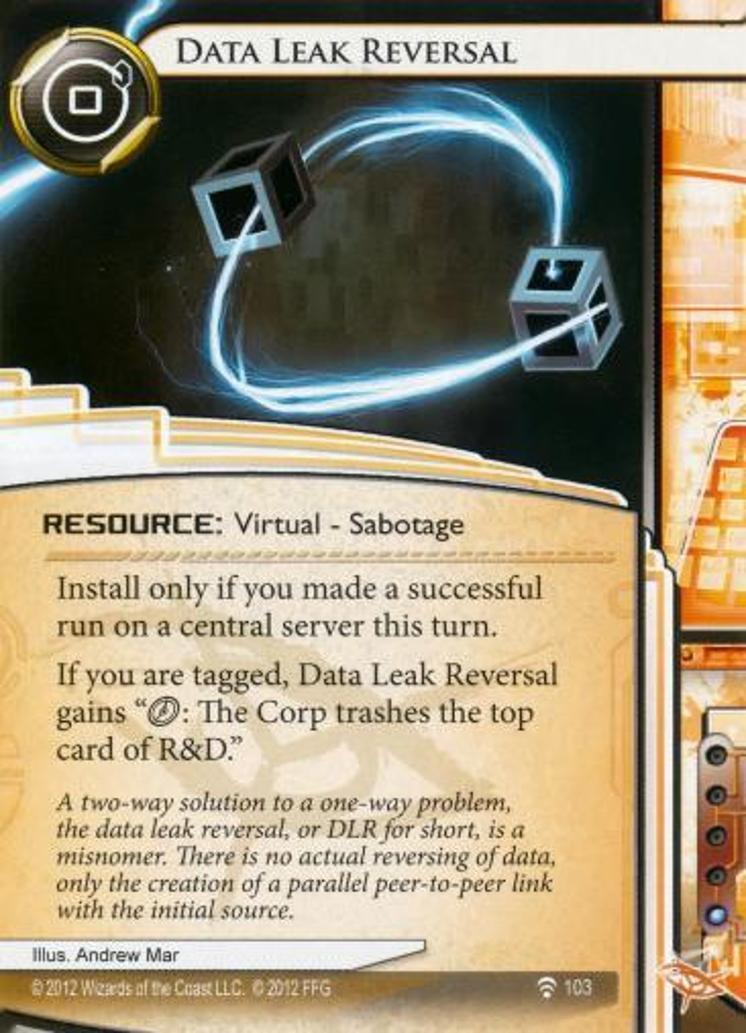 DATA LEAK REVERSAL
RESOURCE: Virtual - Sabotage
Install only if you made a successful
run on a central server this turn.
If you are tagged, Data Leak Reversal
gains “: The Corp trashes the top
card of R&D.”
A two-way solution to a one-way problem,
the data leak reversal, or DLR for short, is a
misnomer. There is no actual reversing of data,
only the creation of a parallel peer-to-peer link
with the initial source.
Illus. Andrew Mar
© 2012 Wizards of the Coast LLC. © 2012 FFG
103